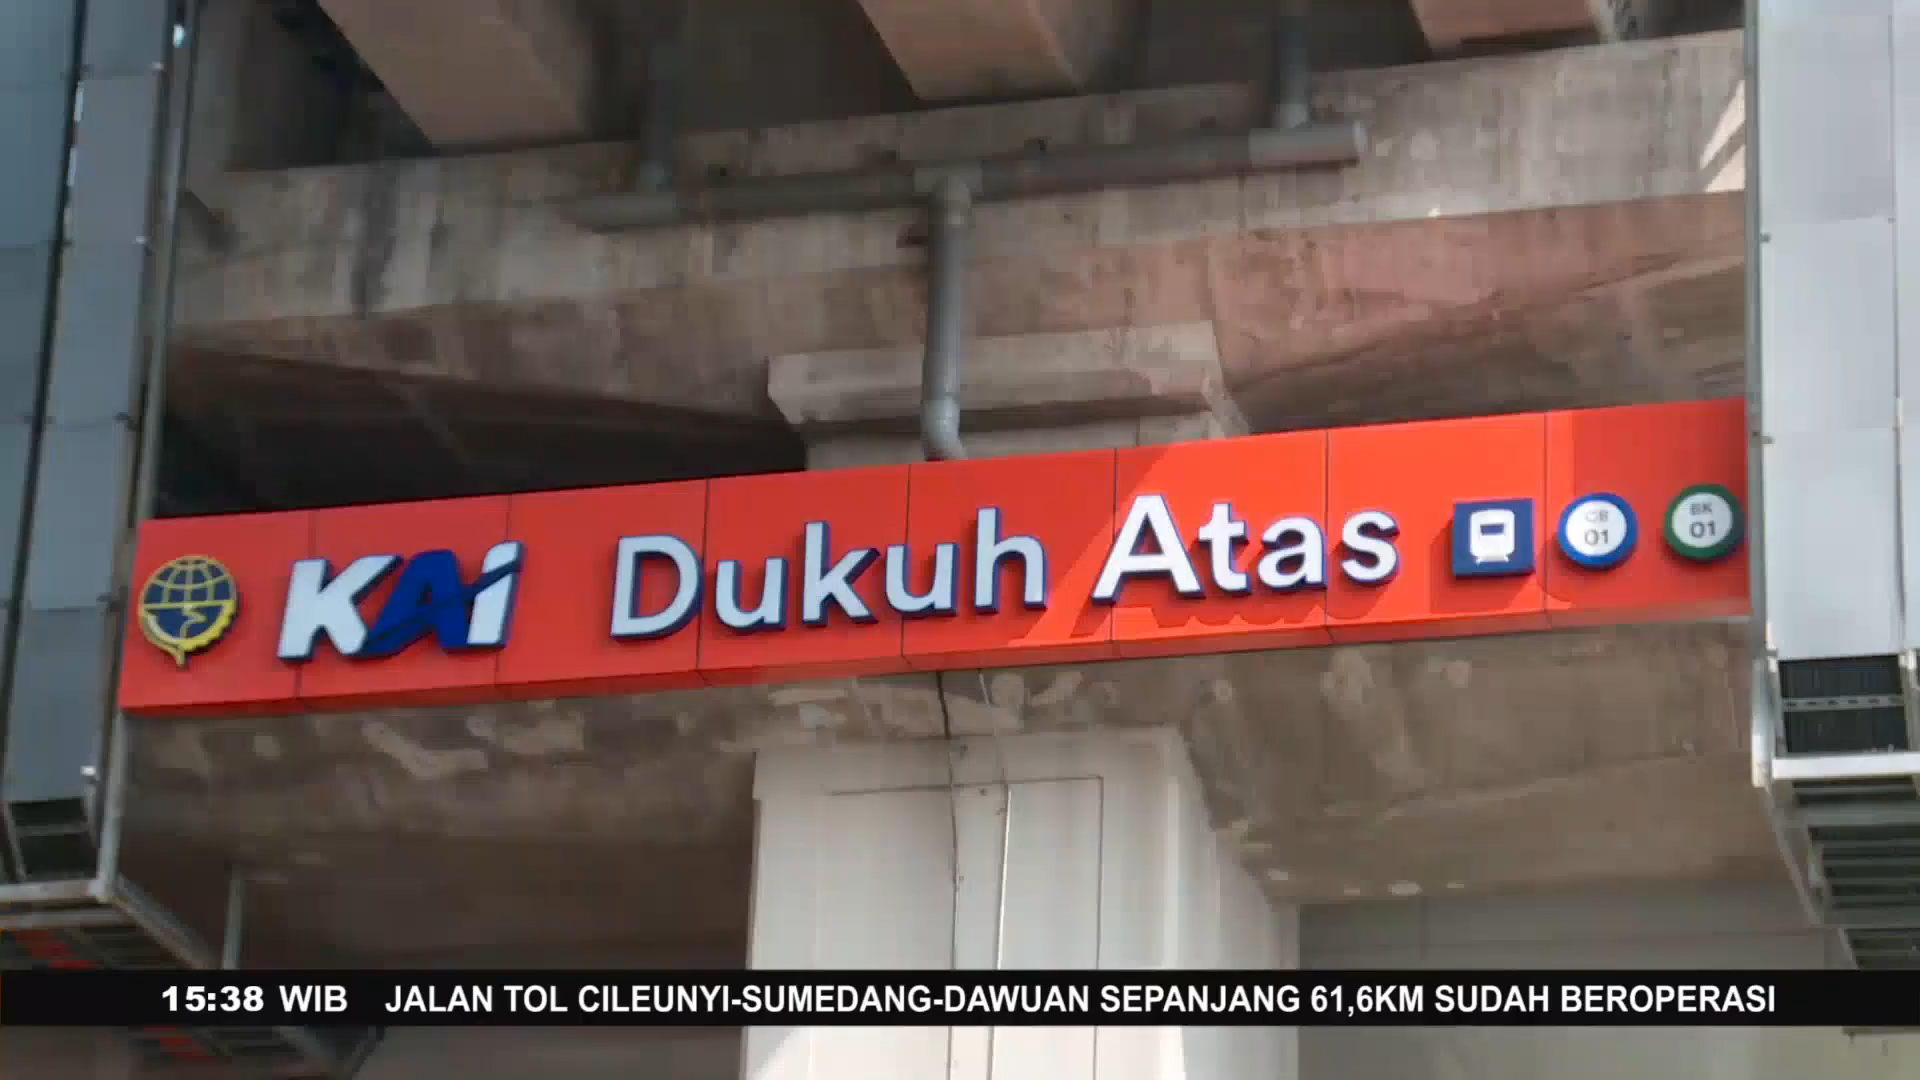 KAI Dukuh Atas CB 01 BK 01
15:38 WIB JALAN TOL CILEUNYI-SUMEDANG-DAWUAN SEPANJANG 61,6KM SUDAH BEROPERASI